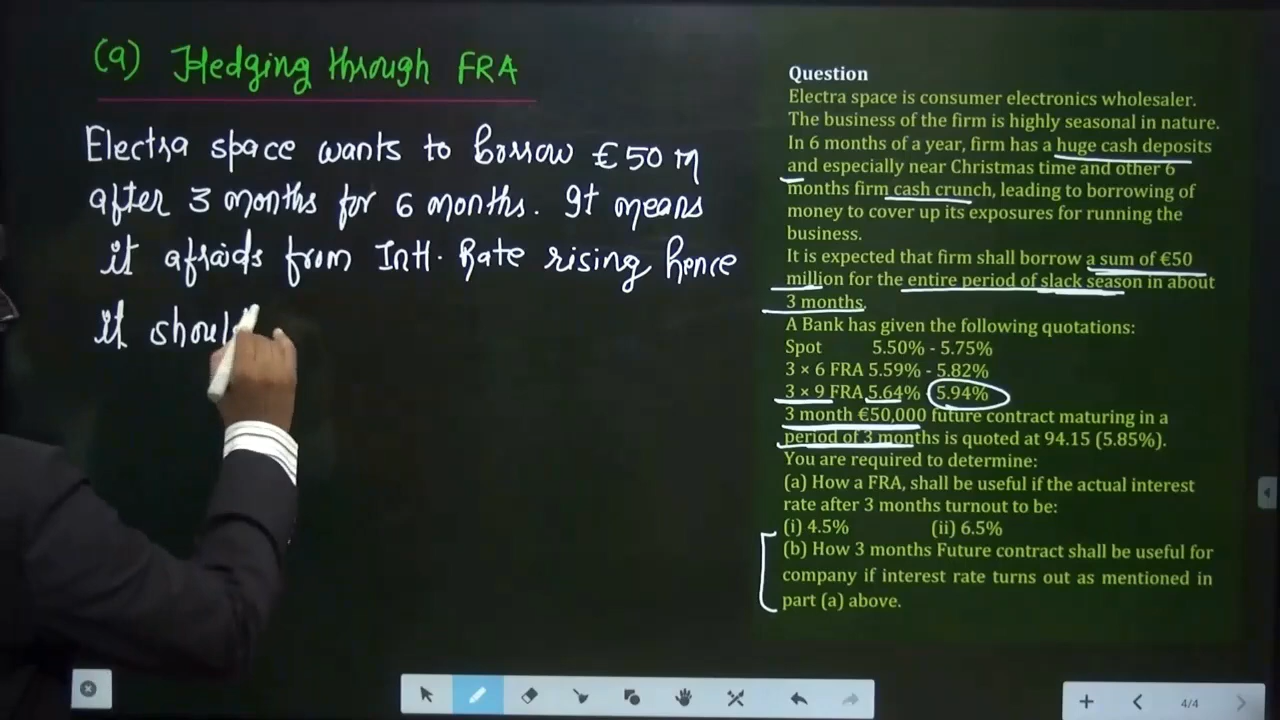 (a) Hedging through FRA
Electra space wants to borrow €50 M
after 3 months for 6 months. It means
it afraids from Intt. Rate rising hence
it should
Question
Electra space is consumer electronics wholesaler.
The business of the firm is highly seasonal in nature.
In 6 months of a year, firm has a huge cash deposits
and especially near Christmas time and other 6
months firm cash crunch, leading to borrowing of
money to cover up its exposures for running the
business.
It is expected that firm shall borrow a sum of €50
million for the entire period of slack season in about
3 months.
A Bank has given the following quotations:
Spot 5.50% - 5.75%
3 × 6 FRA 5.59% - 5.82%
3 × 9 FRA 5.64% - 5.94%
3 month €50,000 future contract maturing in a
period of 3 months is quoted at 94.15 (5.85%).
You are required to determine:
(a) How a FRA, shall be useful if the actual interest
rate after 3 months turnout to be:
(i) 4.5% (ii) 6.5%
(b) How 3 months Future contract shall be useful for
company if interest rate turns out as mentioned in
part (a) above.
4/4